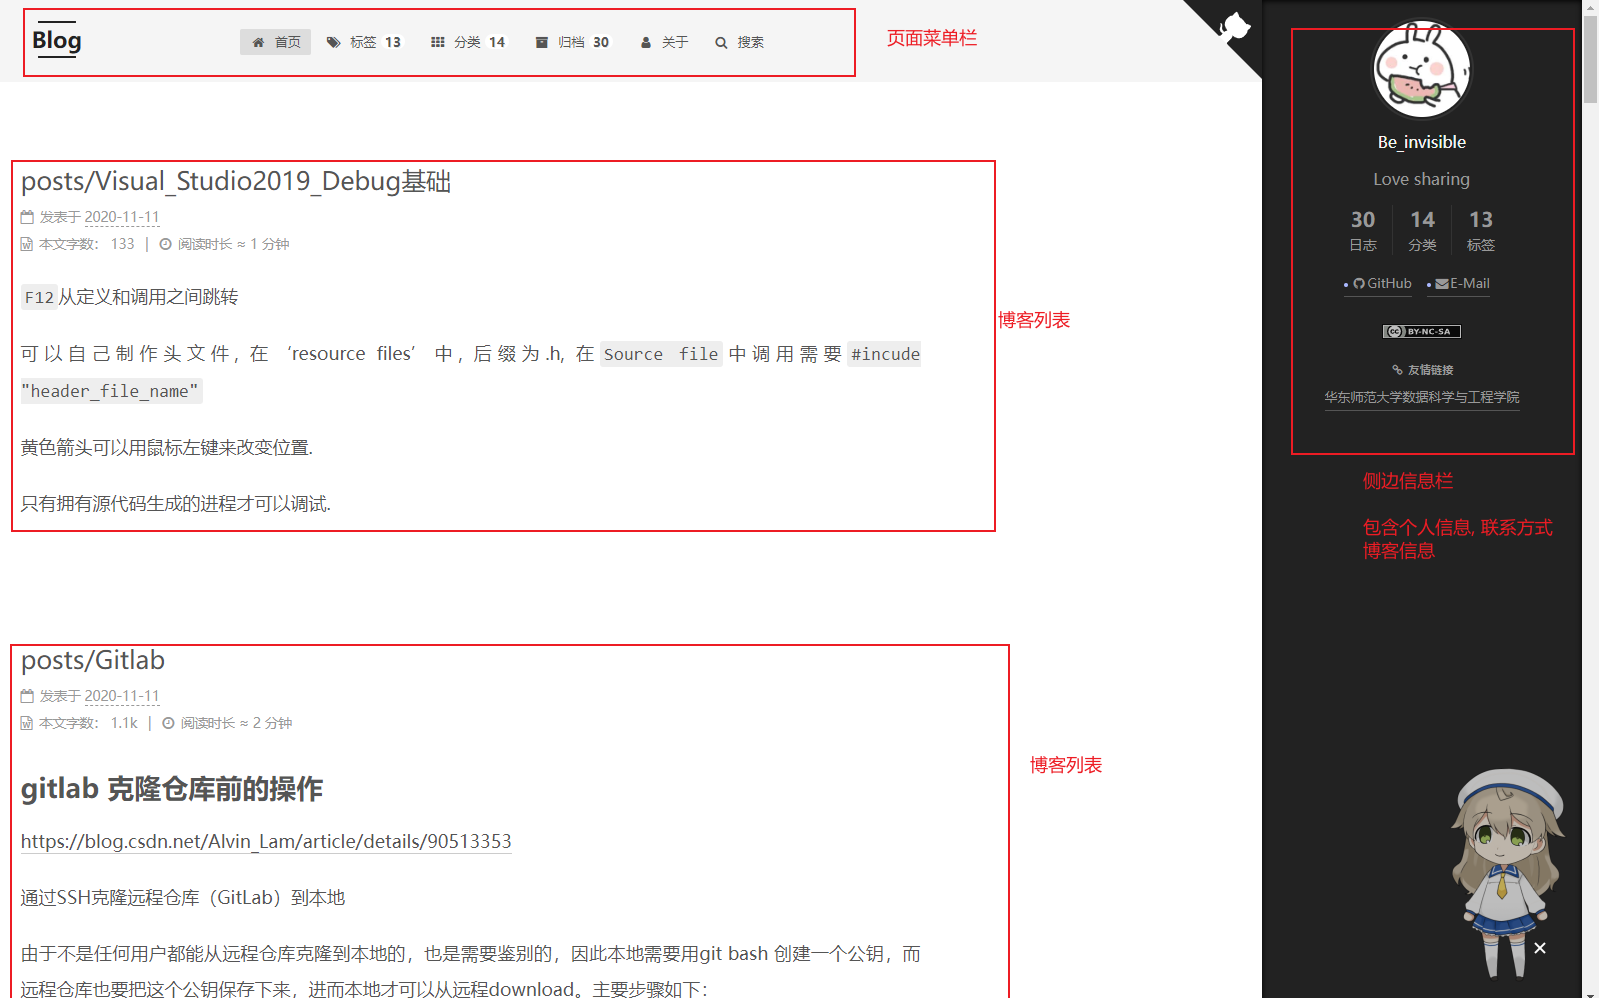 Blog
首页 标签 13 分类 14 归档 30 关于 搜索
页面菜单栏
posts/Visual_Studio2019_Debug基础
发表于 2020-11-11
本文字数： 133 | 阅读时长 ≈ 1 分钟
F12从定义和调用之间跳转
可以自己制作头文件, 在 ‘resource files’ 中, 后缀为.h, 在 Source file 中调用需要 #incude
"header_file_name"
黄色箭头可以用鼠标左键来改变位置.
只有拥有源代码生成的进程才可以调试.
博客列表
posts/Gitlab
发表于 2020-11-11
本文字数： 1.1k | 阅读时长 ≈ 2 分钟
gitlab 克隆仓库前的操作
https://blog.csdn.net/Alvin_Lam/article/details/90513353
通过SSH克隆远程仓库（GitLab）到本地
由于不是任何用户都能从远程仓库克隆到本地的，也是需要鉴别的，因此本地需要用git bash 创建一个公钥，而
远程仓库也要把这个公钥保存下来，进而本地才可以从远程download。主要步骤如下：
博客列表
Be_invisible
Love sharing
30 14 13
日志 分类 标签
GitHub E-Mail
cc BY-NC-SA
友情链接
华东师范大学数据科学与工程学院
侧边信息栏
包含个人信息, 联系方式
博客信息